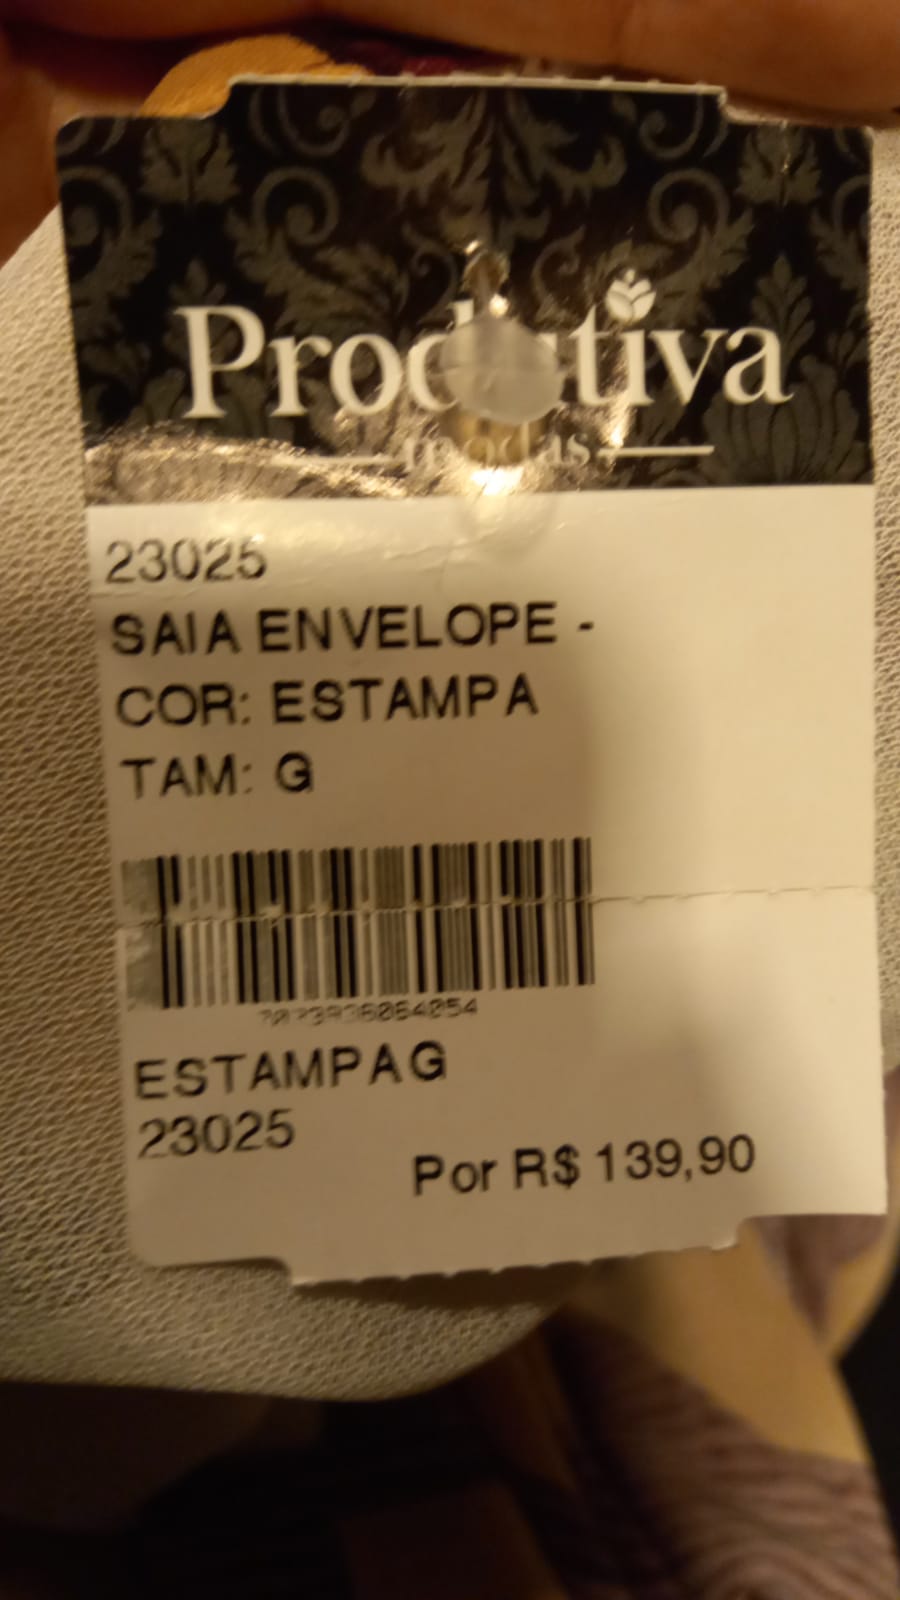 Produtiva
modas
23025
SAIA ENVELOPE -
COR: ESTAMPA
TAM: G
ESTAMPAG
23025
Por R$ 139,90